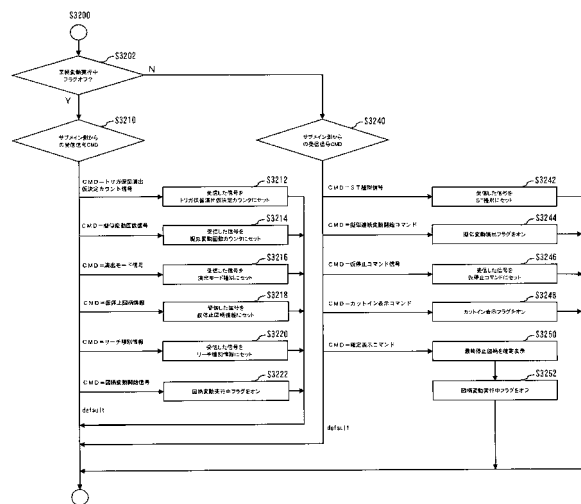 S3200
S3202
図柄変動実行中
フラグオフ?
N
Y
S3210
サブメイン側から
の受信信号CMD
S3240
サブメイン側から
の受信信号CMD
CMD=トリガ保留演出
仮決定カウント信号
S3212
受信した信号を
トリガ保留演出仮決定カウンタにセット
CMD=擬似変動回数信号
S3214
受信した信号を
擬似変動回数カウンタにセット
CMD=演出モード信号
S3216
受信した信号を
演出モード種別にセット
CMD=仮停止図柄情報
S3218
受信した信号を
仮停止図柄情報にセット
CMD=リーチ種別情報
S3220
受信した信号を
リーチ種別情報にセット
CMD=図柄変動開始信号
S3222
図柄変動実行中フラグをオン
default
CMD=ST種別信号
S3242
受信した信号を
ST種別にセット
CMD=擬似連続変動開始コマンド
S3244
擬似変動演出フラグをオン
CMD=仮停止コマンド信号
S3246
受信した信号を
仮停止コマンドにセット
CMD=カットイン表示コマンド
S3248
カットイン表示フラグをオン
CMD=確定表示コマンド
S3250
最終停止図柄を確定表示
S3252
図柄変動実行中フラグをオフ
default